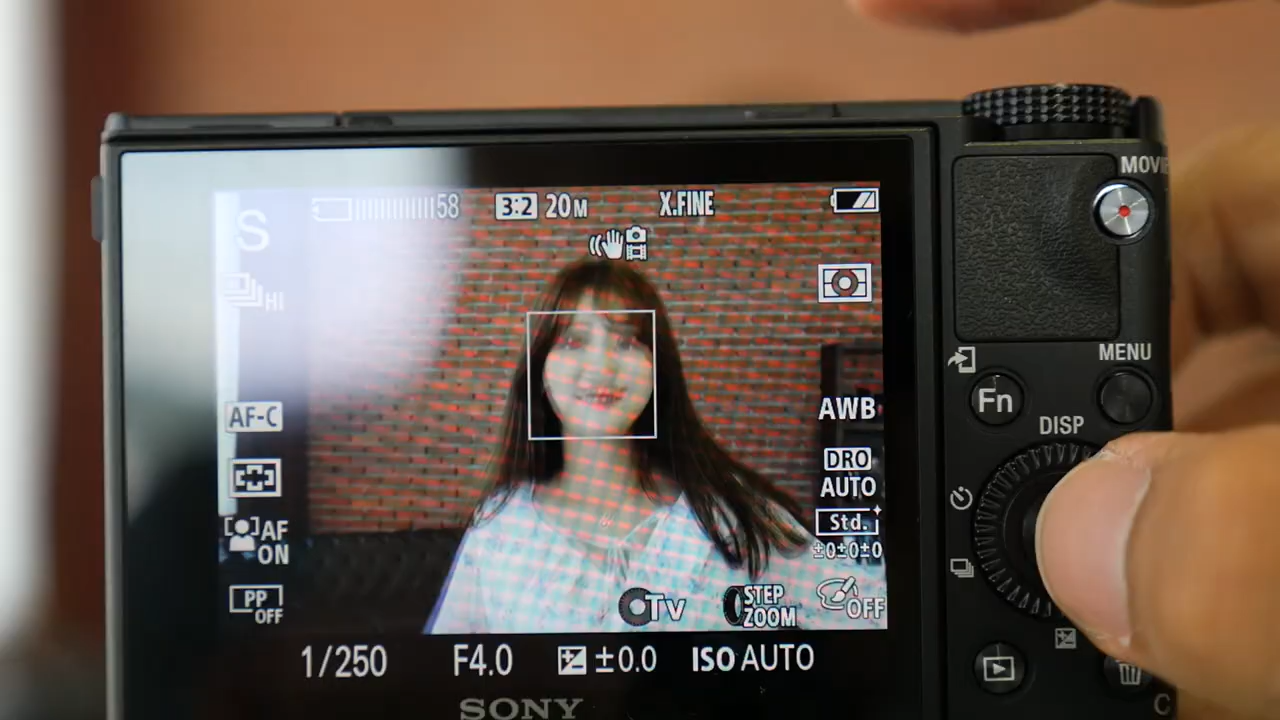 58 3:2 20M X.FINE
S
HI
AF-C
AF ON
PP OFF
AWB
DRO AUTO
Std.
±0±0±0
OFF
Tv STEP ZOOM
1/250 F4.0 ±0.0 ISO AUTO
SONY
MOVIE
MENU
Fn
DISP
C